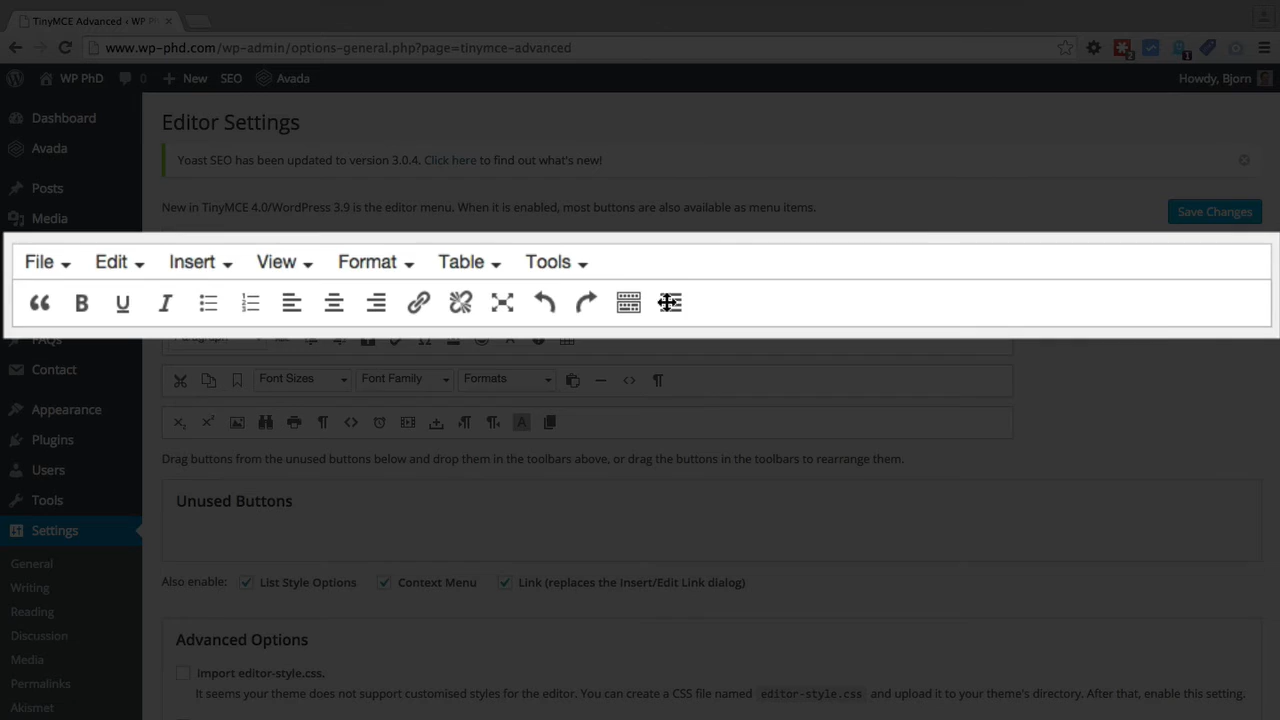 TinyMCE Advanced ‹ WP Ph
www.wp-phd.com/wp-admin/options-general.php?page=tinymce-advanced
2
1
WP PhD 0 New SEO Avada Howdy, Bjorn
Dashboard
Avada
Posts
Media
Editor Settings
Yoast SEO has been updated to version 3.0.4. Click here to find out what's new!
New in TinyMCE 4.0/WordPress 3.9 is the editor menu. When it is enabled, most buttons are also available as menu items.
Save Changes
File Edit Insert View Format Table Tools
B U I
FAQs
Contact
Appearance
Plugins
Users
Tools
Settings
General
Writing
Reading
Discussion
Media
Permalinks
Akismet
Paragraph
Font Sizes Font Family Formats
Drag buttons from the unused buttons below and drop them in the toolbars above, or drag the buttons in the toolbars to rearrange them.
Unused Buttons
Also enable: List Style Options Context Menu Link (replaces the Insert/Edit Link dialog)
Advanced Options
Import editor-style.css.
It seems your theme does not support customised styles for the editor. You can create a CSS file named editor-style.css and upload it to your theme's directory. After that, enable this setting.